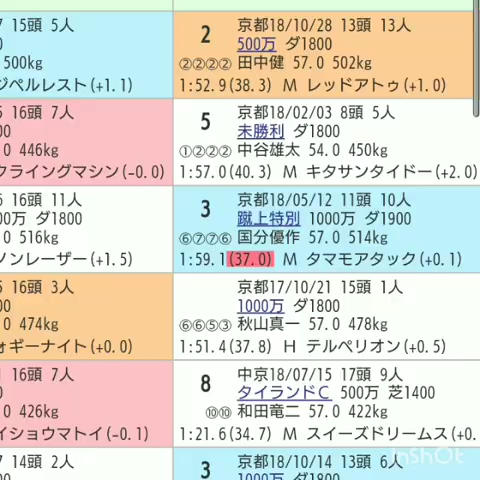 7 15頭 5人
京都18/10/28 13頭 13人
2
500万 ダ1800
500kg
②②②② 田中健 57.0 502kg
ジペルレスト(+1.1)
1:52.9(38.3) M レッドアトゥ(+1.0)
16頭 7人
京都18/02/03 8頭 5人
5
00
未勝利 ダ1800
.0 446kg
①②②② 中谷雄太 54.0 450kg
クライングマシン(-0.0)
1:57.0(40.3) M キタサンタイドー(+2.0)
16頭 11人
京都18/05/12 11頭 10人
3
00万 ダ1800
蹴上特別 1000万 ダ1900
.0 516kg
⑥⑦⑦⑥ 国分優作 57.0 514kg
ノンレーザー(+1.5)
1:59.1(37.0) M タマモアタック(+0.1)
16頭 3人
京都17/10/21 15頭 1人
00
1000万 ダ1800
.0 474kg
⑥⑥⑤③ 秋山真一 57.0 478kg
ォギーナイト(+0.0)
1:51.4(37.8) H テルペリオン(+0.5)
16頭 7人
中京18/07/15 17頭 9人
8
00
タイランドC 500万 芝1400
.0 426kg
⑩⑩ 和田竜二 57.0 422kg
イショウマトイ(-0.1)
1:21.6(34.7) M スイーズドリームス(+0.
7 14頭 2人
京都18/10/14 13頭 6人
3
InShOt